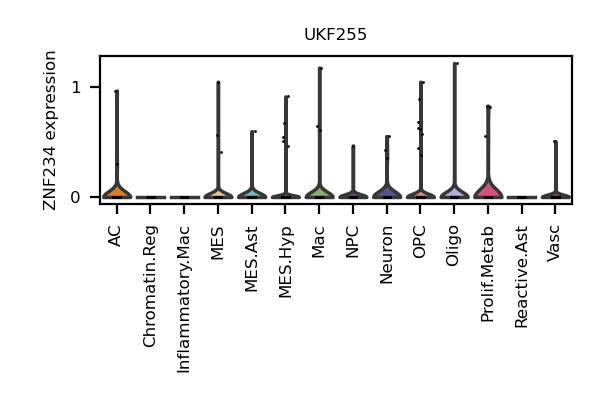 UKF255
ZNF234 expression
1
0
AC
Chromatin.Reg
Inflammatory.Mac
MES
MES.Ast
MES.Hyp
Mac
NPC
Neuron
OPC
Oligo
Prolif.Metab
Reactive.Ast
Vasc